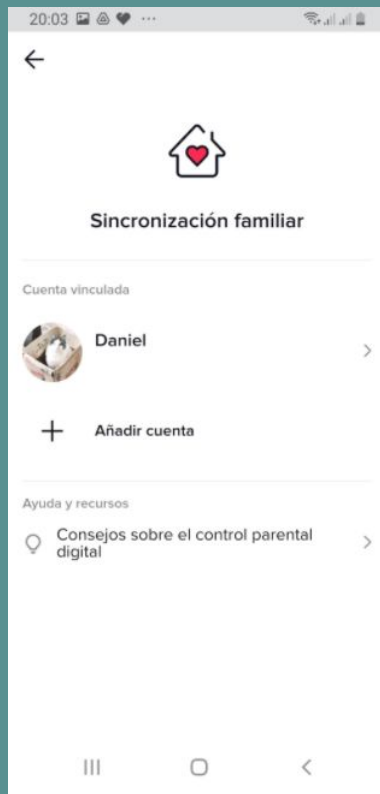 20:03
Sincronización familiar
Cuenta vinculada
Daniel
Añadir cuenta
Ayuda y recursos
Consejos sobre el control parental
digital